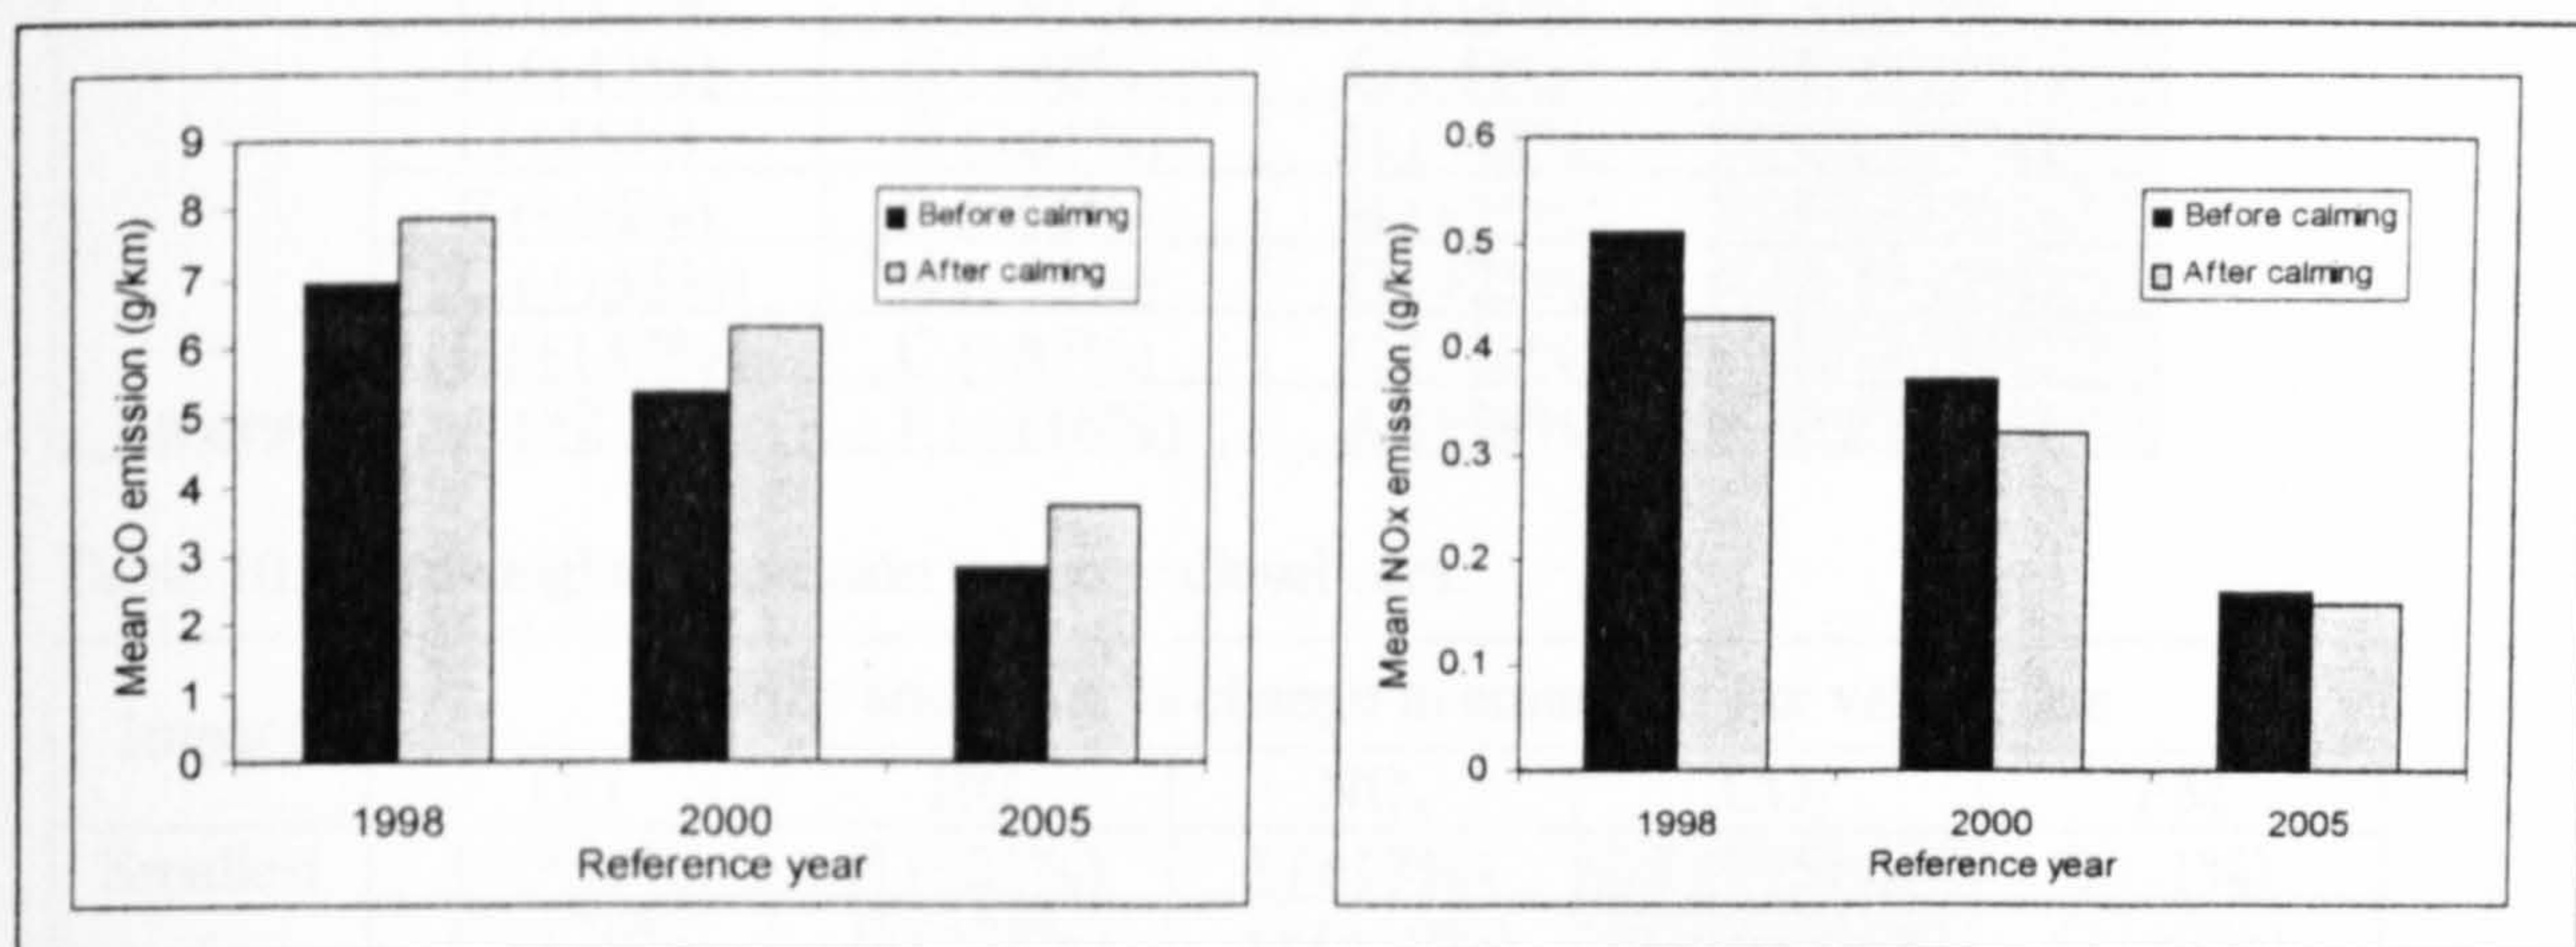 9
8
7
6
5
4
3
2
1
0
Mean CO emission (g/km)
Before calming
After calming
1998 2000 2005
Reference year
0.6
0.5
0.4
0.3
0.2
0.1
0
Mean NOx emission (g/km)
Before calming
After calming
1998 2000 2005
Reference year